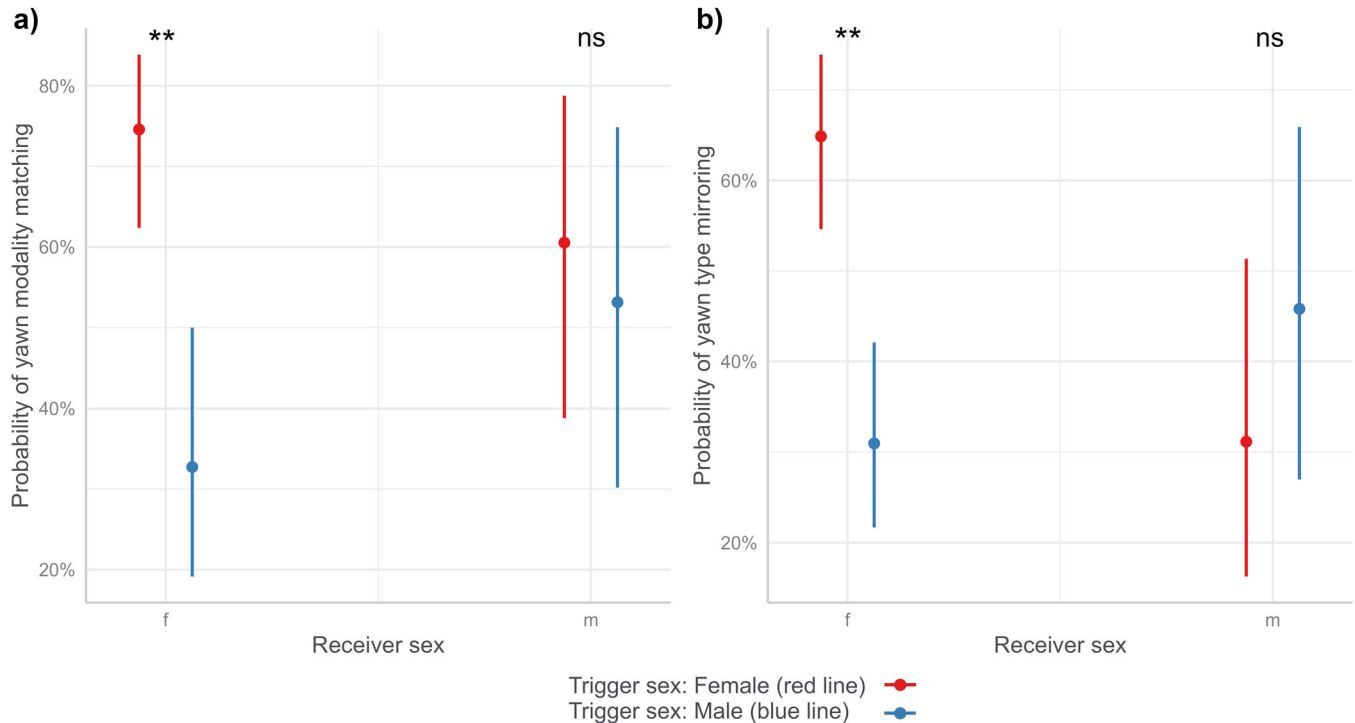 a)
**
ns
Probability of yawn modality matching
80%
60%
40%
20%
f
m
Receiver sex
b)
**
ns
Probability of yawn type mirroring
60%
40%
20%
f
m
Receiver sex
Trigger sex: Female (red line)
Trigger sex: Male (blue line)